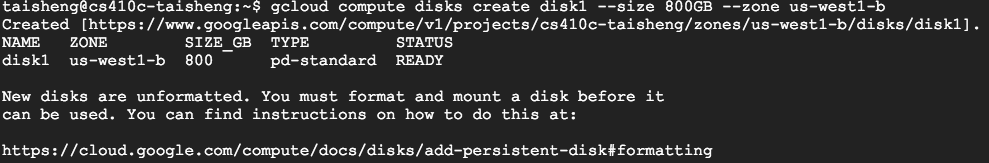 taisheng@cs410c-taisheng:~$ gcloud compute disks create disk1 --size 800GB --zone us-west1-b
Created [https://www.googleapis.com/compute/v1/projects/cs410c-taisheng/zones/us-west1-b/disks/disk1].
NAME   ZONE        SIZE_GB  TYPE         STATUS
disk1  us-west1-b  800      pd-standard  READY

New disks are unformatted. You must format and mount a disk before it
can be used. You can find instructions on how to do this at:

https://cloud.google.com/compute/docs/disks/add-persistent-disk#formatting